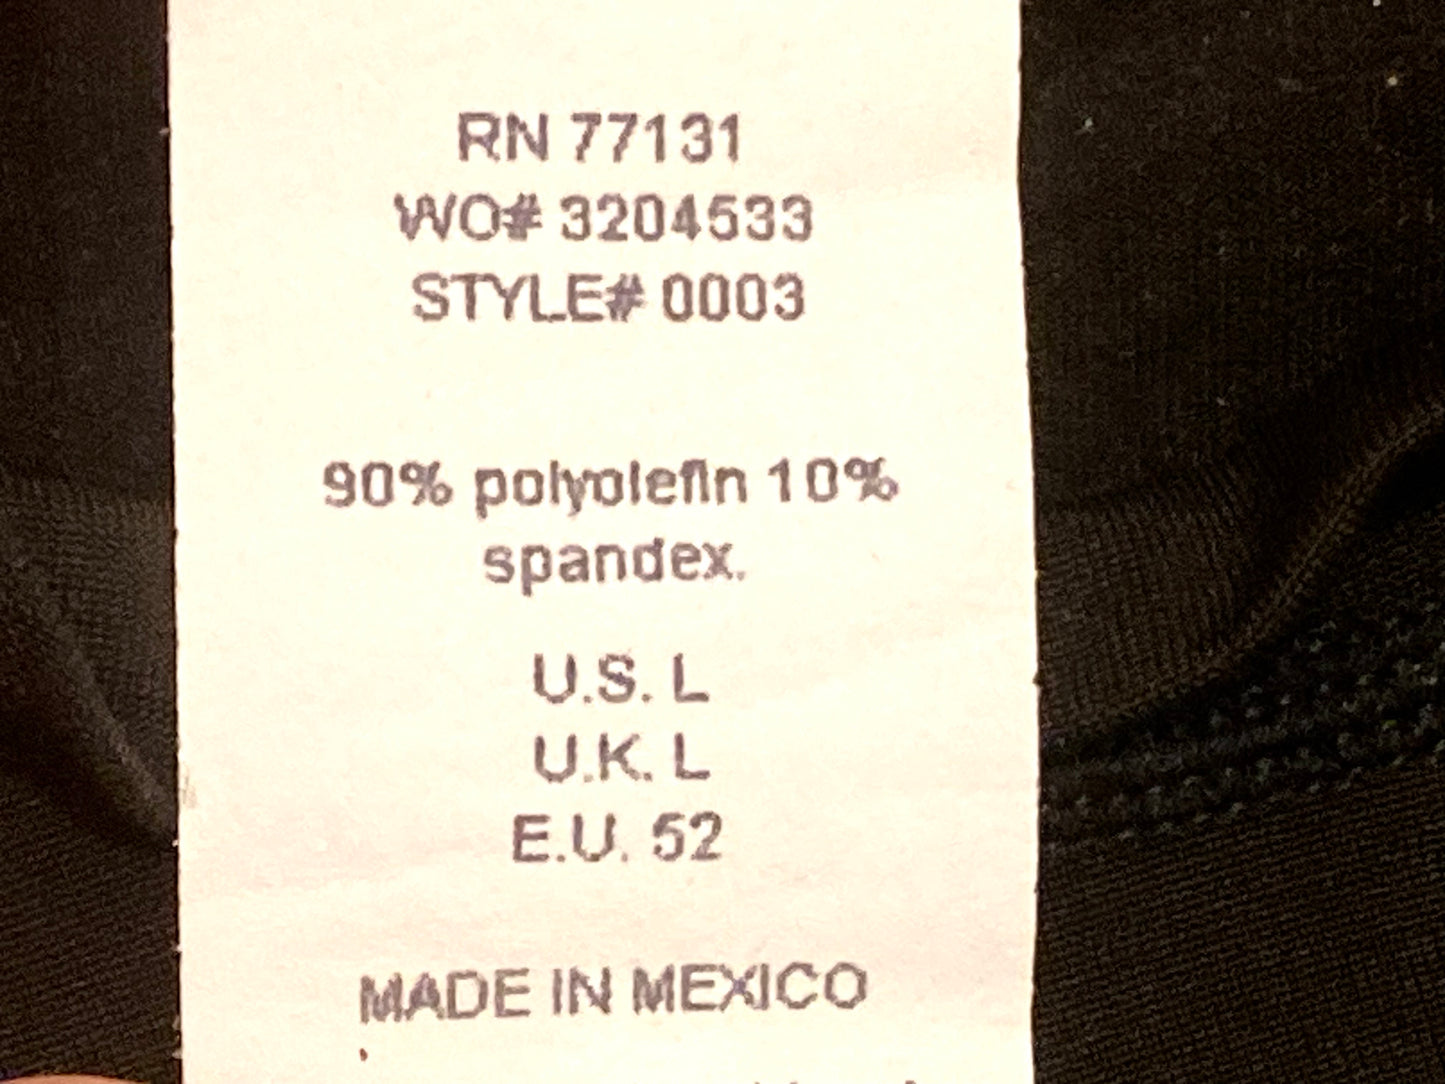 RN 77131
WO# 3204533
STYLE# 0003
90% polyolefin 10%
spandex.
U.S. L
U.K. L
E.U. 52
MADE IN MEXICO